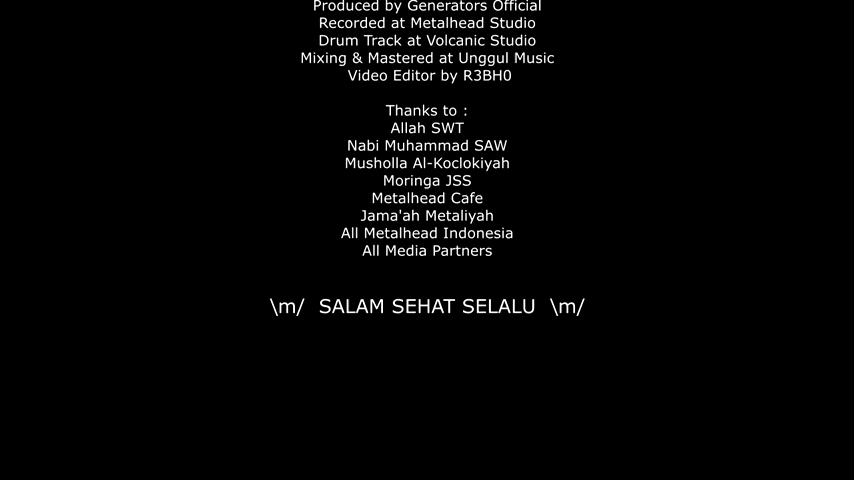 Produced by Generators Official
Recorded at Metalhead Studio
Drum Track at Volcanic Studio
Mixing & Mastered at Unggul Music
Video Editor by R3BH0
Thanks to :
Allah SWT
Nabi Muhammad SAW
Musholla Al-Koclokiyah
Moringa JSS
Metalhead Cafe
Jama'ah Metaliyah
All Metalhead Indonesia
All Media Partners
\m/ SALAM SEHAT SELALU \m/